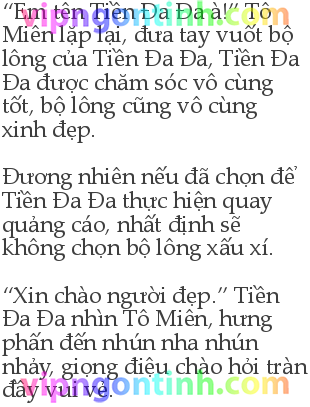 “Em tên Tiền Đa Đa à!” Tô
Miên lặp lại, đưa tay vuốt bộ
lông của Tiền Đa Đa, Tiền Đa
Đa được chăm sóc vô cùng
tốt, bộ lông cũng vô cùng
xinh đẹp.
Đương nhiên nếu đã chọn để
Tiền Đa Đa thực hiện quay
quảng cáo, nhất định sẽ
không chọn bộ lông xấu xí.
“Xin chào người đẹp.” Tiền
Đa Đa nhìn Tô Miên, hưng
phấn đến nhún nha nhún
nhảy, giọng điệu chào hỏi tràn
đầy vui vẻ.
vipngontinh.com
vipngontinh.com